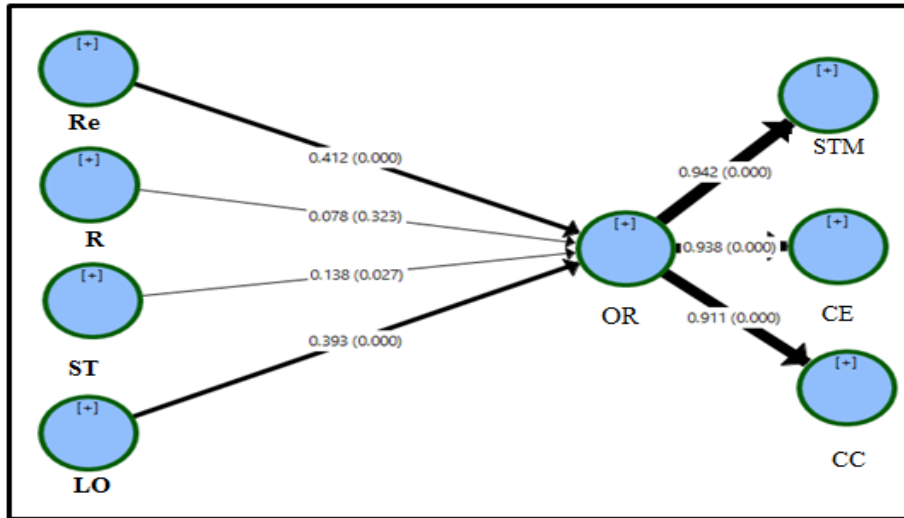 [+]
Re
[+]
R
[+]
ST
[+]
LO
0.412 (0.000)
0.078 (0.323)
0.138 (0.027)
0.393 (0.000)
[+]
OR
0.942 (0.000)
0.938 (0.000)
0.911 (0.000)
[+]
STM
[+]
CE
[+]
CC